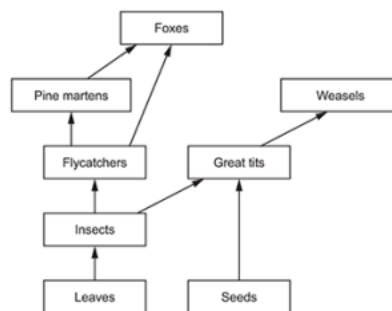 Foxes
Pine martens
Weasels
Flycatchers
Great tits
Insects
Leaves
Seeds